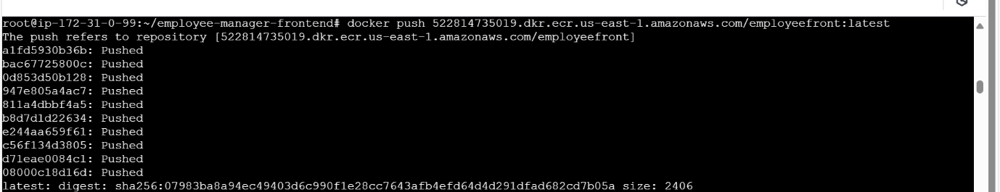 root@ip-172-31-0-99:~/employee-manager-frontend# docker push 522814735019.dkr.ecr.us-east-1.amazonaws.com/employeefront:latest
The push refers to repository [522814735019.dkr.ecr.us-east-1.amazonaws.com/employeefront]
a1fd5930b36b: Pushed
bac67725800c: Pushed
0d853d50b128: Pushed
947e805a4ac7: Pushed
811a4dbbf4a5: Pushed
b8d7d1d22634: Pushed
e244aa659f61: Pushed
c56f134d3805: Pushed
d71eae0084c1: Pushed
08000c18d16d: Pushed
latest: digest: sha256:07983ba8a94ec49403d6c990f1e28cc7643afb4efd64d4d291dfad682cd7b05a size: 2406